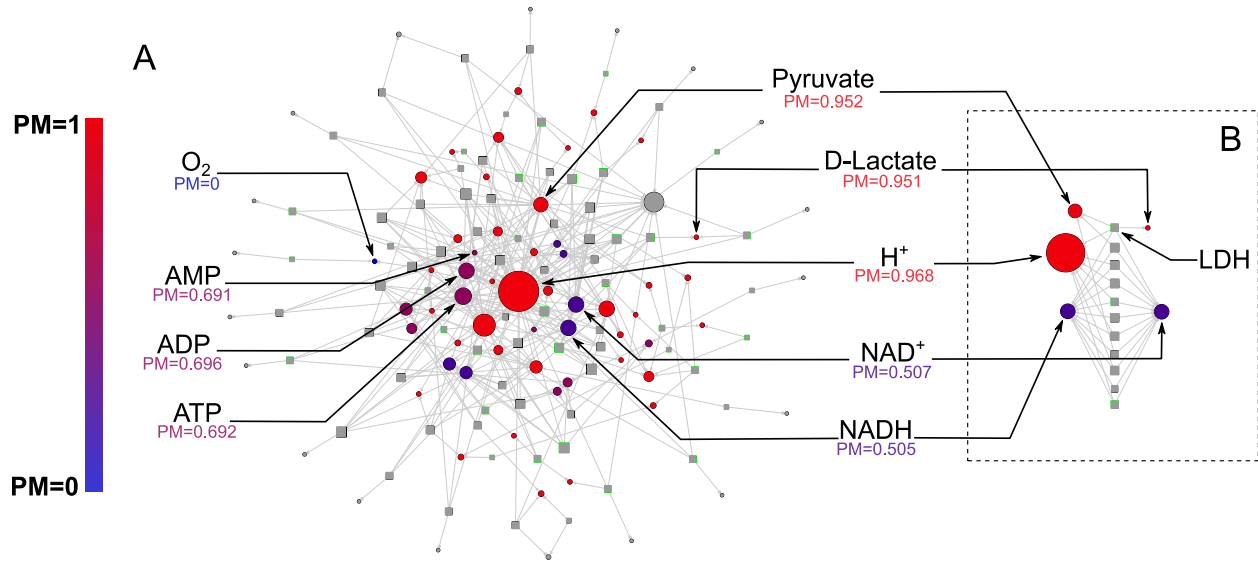 A
PM=1
PM=0
O₂
PM=0
AMP
PM=0.691
ADP
PM=0.696
ATP
PM=0.692
Pyruvate
PM=0.952
D-Lactate
PM=0.951
H⁺
PM=0.968
NAD⁺
PM=0.507
NADH
PM=0.505
B
LDH